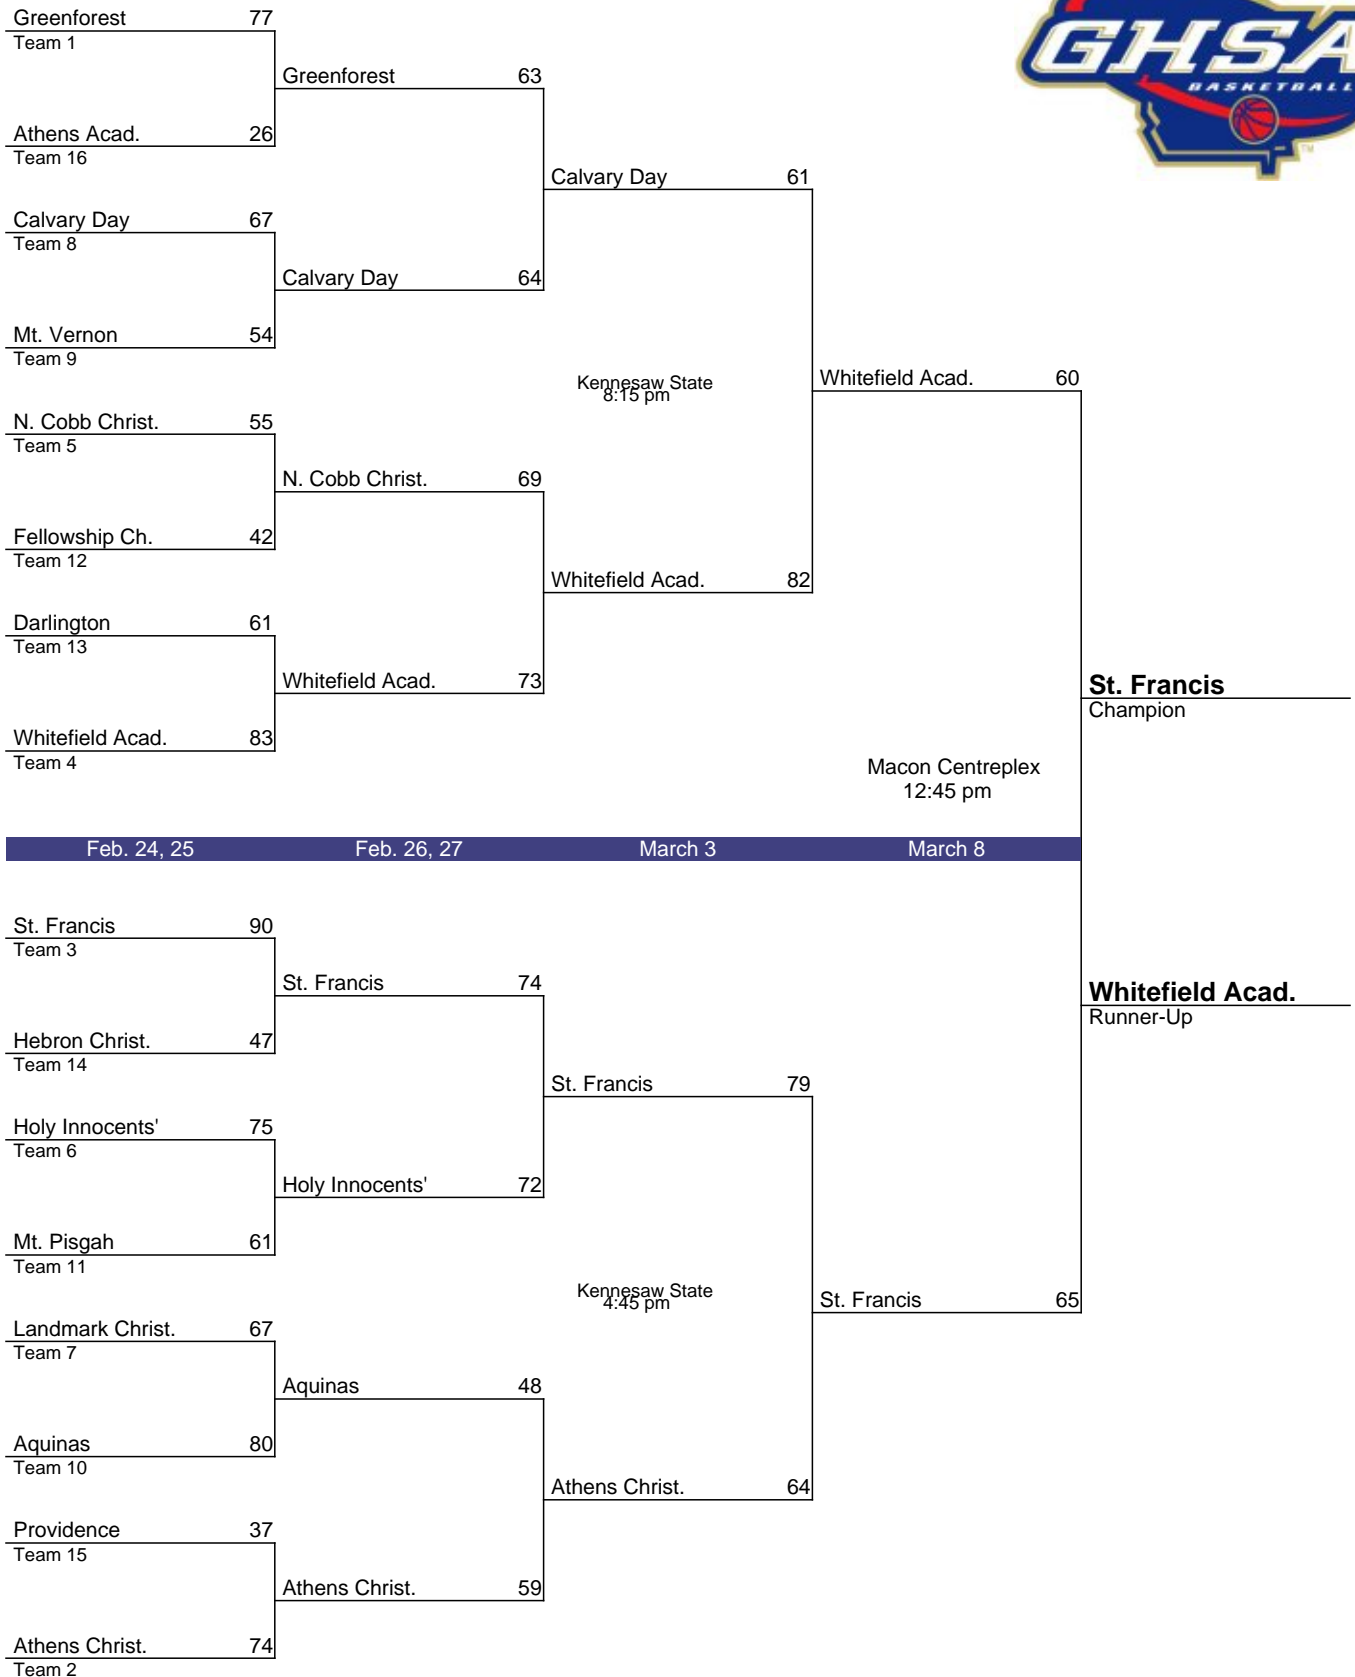 Greenforest 77
Team 1
Greenforest 63
Athens Acad. 26
Team 16
Calvary Day 61
Calvary Day 67
Team 8
Calvary Day 64
Mt. Vernon 54
Team 9
Kennesaw State
8:15 pm
Whitefield Acad. 60
N. Cobb Christ. 55
Team 5
N. Cobb Christ. 69
Fellowship Ch. 42
Team 12
Whitefield Acad. 82
Darlington 61
Team 13
Whitefield Acad. 73
St. Francis
Champion
Whitefield Acad. 83
Team 4
Macon Centreplex
12:45 pm
Feb. 24, 25 Feb. 26, 27 March 3 March 8
St. Francis 90
Team 3
St. Francis 74
Whitefield Acad.
Runner-Up
Hebron Christ. 47
Team 14
St. Francis 79
Holy Innocents' 75
Team 6
Holy Innocents' 72
Mt. Pisgah 61
Team 11
Kennesaw State
4:45 pm
St. Francis 65
Landmark Christ. 67
Team 7
Aquinas 48
Aquinas 80
Team 10
Athens Christ. 64
Providence 37
Team 15
Athens Christ. 59
Athens Christ. 74
Team 2
GHSA
BASKETBALL
TM